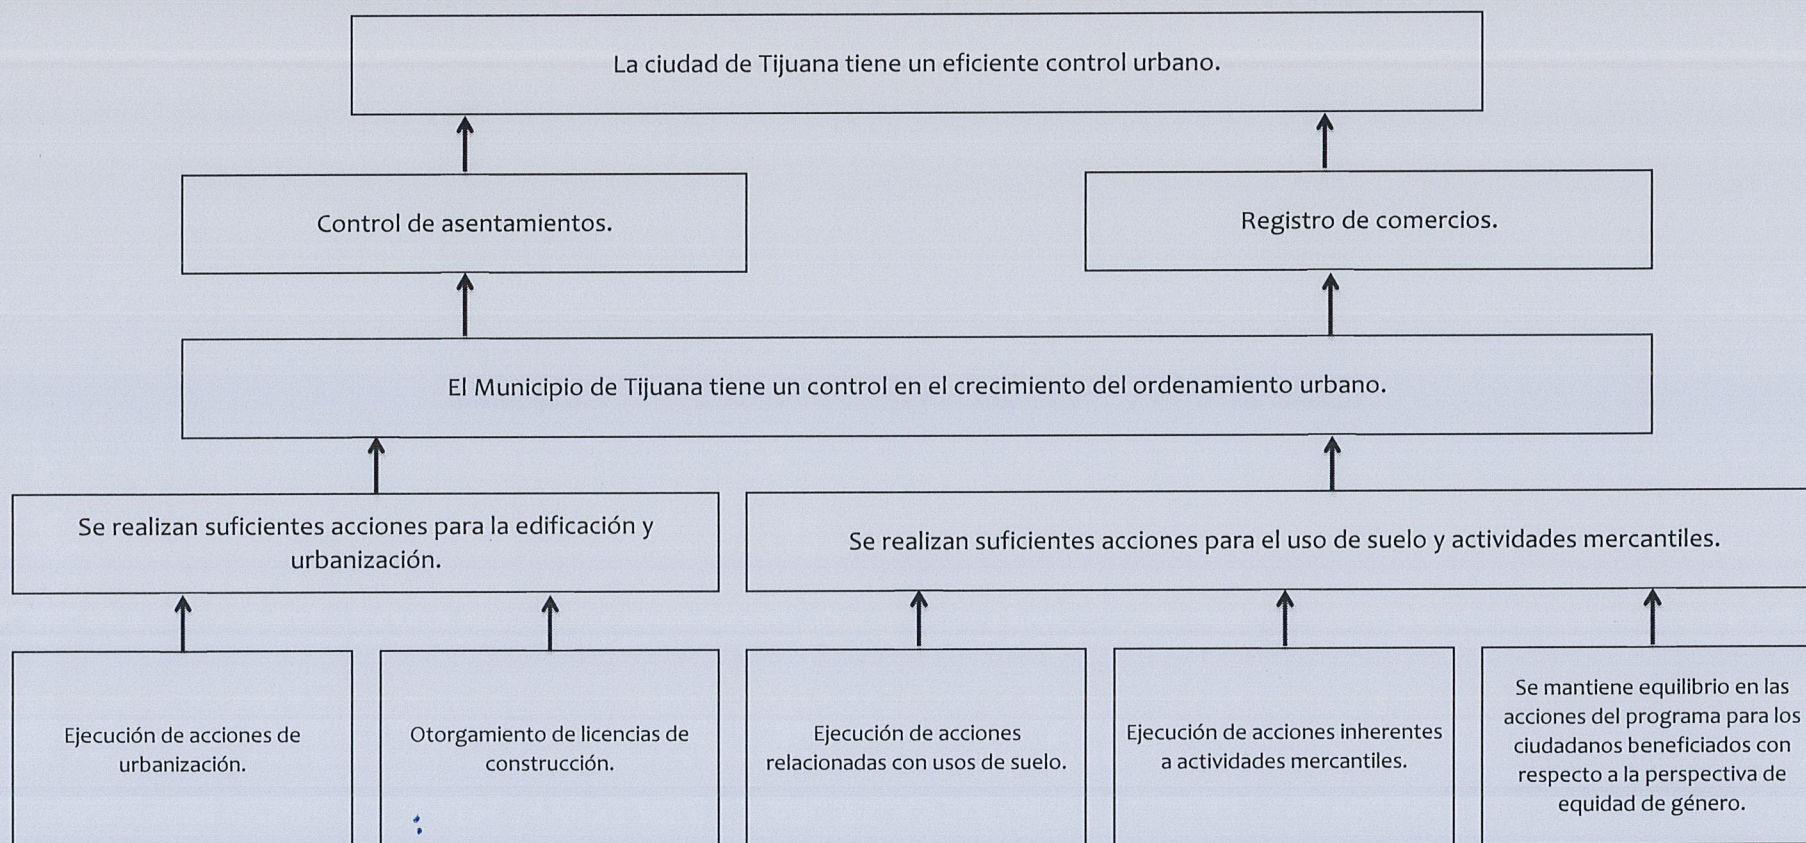 La ciudad de Tijuana tiene un eficiente control urbano.
Control de asentamientos.
Registro de comercios.
El Municipio de Tijuana tiene un control en el crecimiento del ordenamiento urbano.
Se realizan suficientes acciones para la edificación y
urbanización.
Se realizan suficientes acciones para el uso de suelo y actividades mercantiles.
Ejecución de acciones de
urbanización.
Otorgamiento de licencias de
construcción.
Ejecución de acciones
relacionadas con usos de suelo.
Ejecución de acciones inherentes
a actividades mercantiles.
Se mantiene equilibrio en las
acciones del programa para los
ciudadanos beneficiados con
respecto a la perspectiva de
equidad de género.